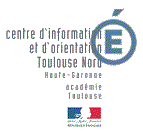 centre d'information
et d'orientation
Toulouse Nord
Haute-Garonne
académie
Toulouse
É